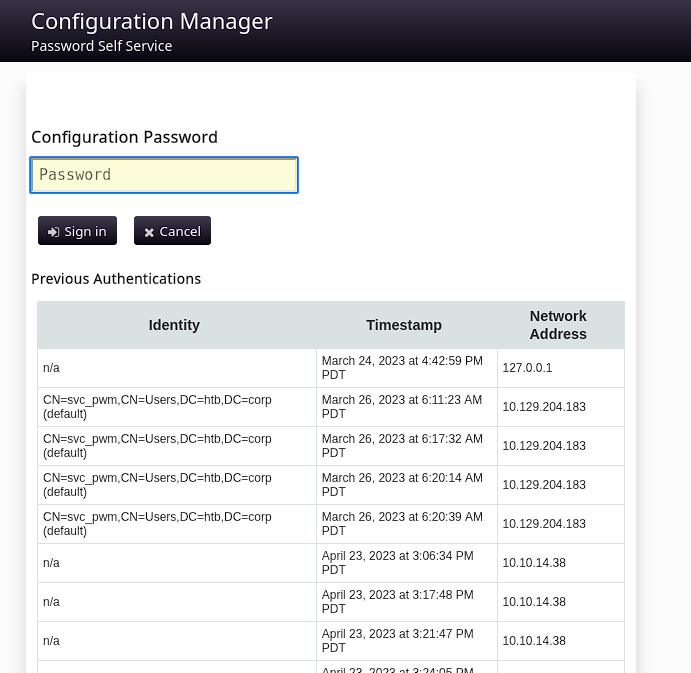 Configuration Manager
Password Self Service
Configuration Password
Password
Sign in
Cancel
Previous Authentications
Identity Timestamp Network Address
n/a March 24, 2023 at 4:42:59 PM PDT 127.0.0.1
CN=svc_pwm,CN=Users,DC=htb,DC=corp (default) March 26, 2023 at 6:11:23 AM PDT 10.129.204.183
CN=svc_pwm,CN=Users,DC=htb,DC=corp (default) March 26, 2023 at 6:17:32 AM PDT 10.129.204.183
CN=svc_pwm,CN=Users,DC=htb,DC=corp (default) March 26, 2023 at 6:20:14 AM PDT 10.129.204.183
CN=svc_pwm,CN=Users,DC=htb,DC=corp (default) March 26, 2023 at 6:20:39 AM PDT 10.129.204.183
n/a April 23, 2023 at 3:06:34 PM PDT 10.10.14.38
n/a April 23, 2023 at 3:17:48 PM PDT 10.10.14.38
n/a April 23, 2023 at 3:21:47 PM PDT 10.10.14.38
April 23, 2023 at 3:24:05 PM